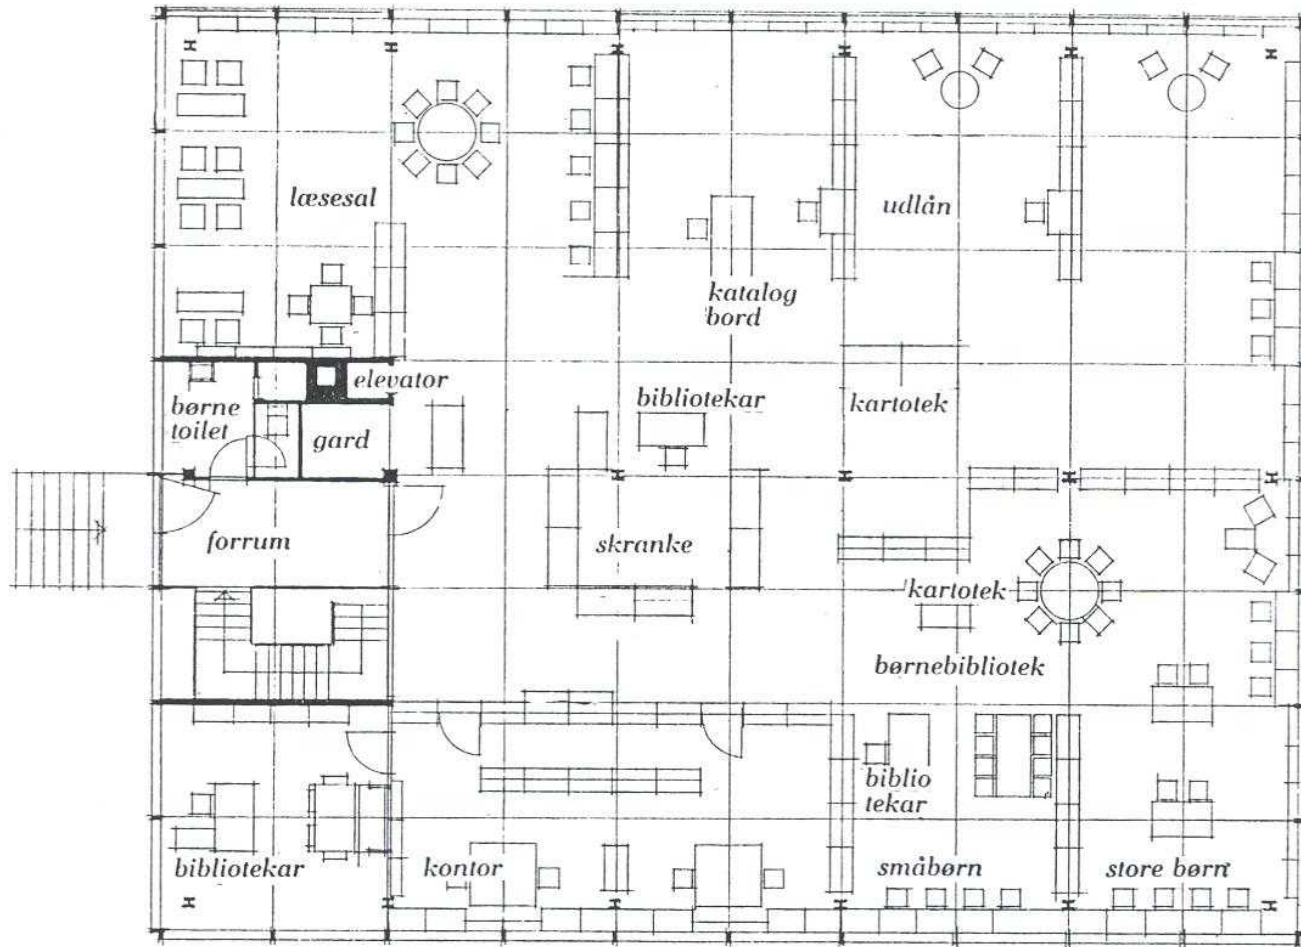 læsesal
udlån
katalog
bord
elevator
børne
toilet
gard
bibliotekar
kartotek
forrum
skranke
kartotek
børnebibliotek
biblio
tekar
bibliotekar
kontor
småbørn
store børn